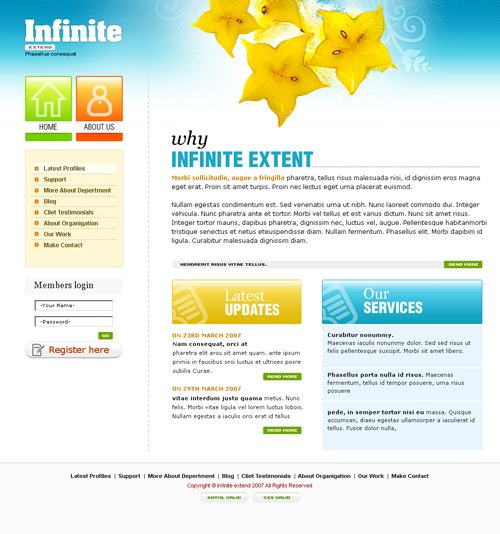 Infinite
EXTEND
Phasellus consequat
HOME
ABOUT US
Latest Profiles
Support
More About Deperrtment
Blog
Cliet Testimonials
About Organigation
Our Work
Make Contact
Members login
-Your Name-
-Password-
GO
Register here
why
INFINITE EXTENT
Morbi sollicitudin, augue a fringilla pharetra, tellus risus malesuada nisi, id dignissim eros magna
eget erat. Proin sit amet turpis. Proin nec lectus eget urna placerat euismod.
Nullam egestas condimentum est. Sed venenatis urna ut nibh. Nunc laoreet commodo dui. Integer
vehicula. Nunc pharetra ante et tortor. Morbi vel tellus et est varius dictum. Nunc sit amet risus.
Integer tortor mauris, dapibus pharetra, dignissim nec, luctus vel, augue. Pellentesque habitanmorbi
tristique senectus et netus eteuspendisse diam. Nullam fermentum. Phasellus elit. Morbi dapibim id
ligula. Curabitur malesuada dignissim diam.
HENDRERIT RISUS VITAE TELLUS.
READ MORE
Latest
UPDATES
ON 23RD MARCH 2007
Nam consequat, orci at
pharetra elit arcu sit amet quam. ante ipsum
primis in faucibus orci luctus et ultrices posre
cubilia Curae.
READ MORE
ON 29TH MARCH 2007
vitae interdum justo quama metus. Nunc
felis. Morbi vitae ligula vel lorem luctus lobois.
Nullam egestas a iaculis orci erat interdum
READ MORE
Our
SERVICES
Curabitur nonummy.
Maecenas iaculis nonummy dolor. Sed sed risus ut
felis pellentesque suscipit. Morbi sit amet libero.
Phasellus porta nulla id risus. Maecenas
fermentum, tellus id tempor posuere, urna risus
posuere
pede, in semper tortor nisi eu massa. Quisque
accumsan, diaeu egestas ullamcorper a iaculierat id
tellus. Fusce dolor nulla,
Latest Profiles | Support | More About Deperrtment | Blog | Cliet Testimonials | About Organigation | Our Work | Make Contact
Copyright © infinite extend 2007 All Rights Reserved
XHTML VALID
CSS VALID